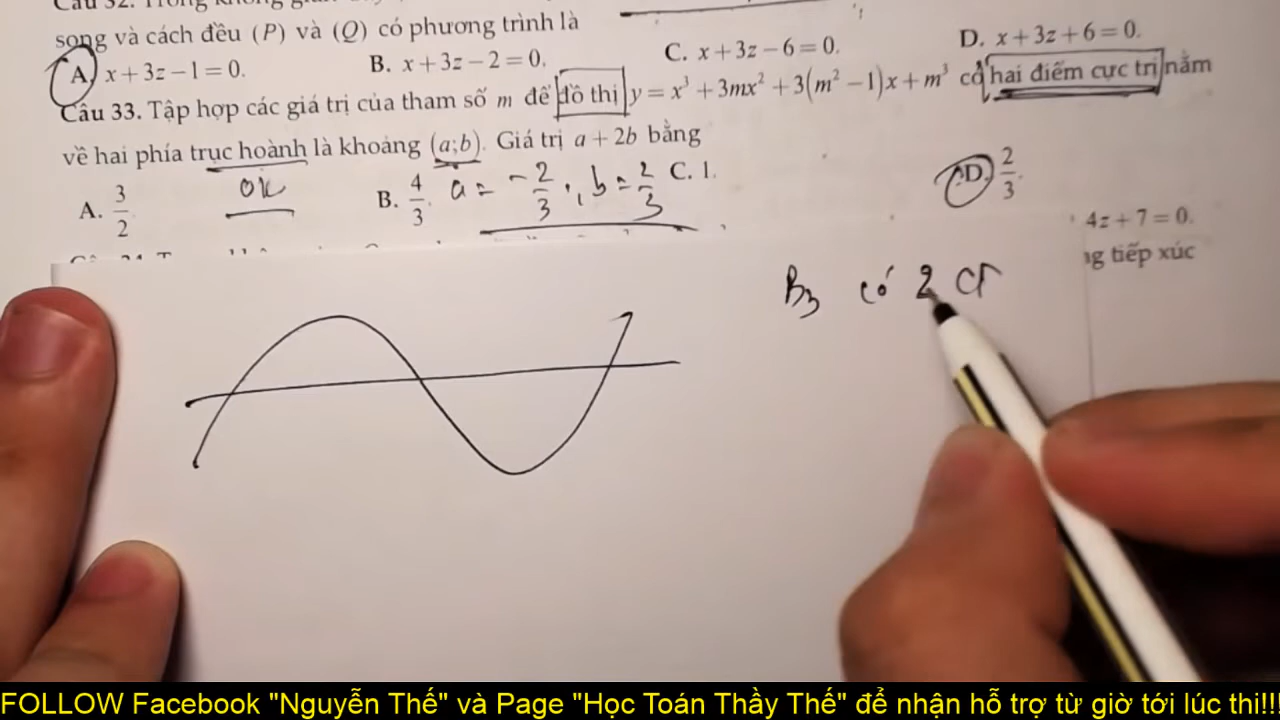 song và cách đều (P) và (Q) có phương trình là
A. x + 3z − 1 = 0. B. x + 3z − 2 = 0. C. x + 3z − 6 = 0. D. x + 3z + 6 = 0.
Câu 33. Tập hợp các giá trị của tham số m để đồ thị y = x³ + 3mx² + 3(m² − 1)x + m³ có hai điểm cực trị nằm
về hai phía trục hoành là khoảng (a;b). Giá trị a + 2b bằng
A. 3/2 OK B. 4/3. a = −2/3, b = 2/3 C. 1. D. 2/3.
4z + 7 = 0.
ng tiếp xúc
B3 có 2 CT
FOLLOW Facebook "Nguyễn Thế" và Page "Học Toán Thầy Thế" để nhận hỗ trợ từ giờ tới lúc thi!!!